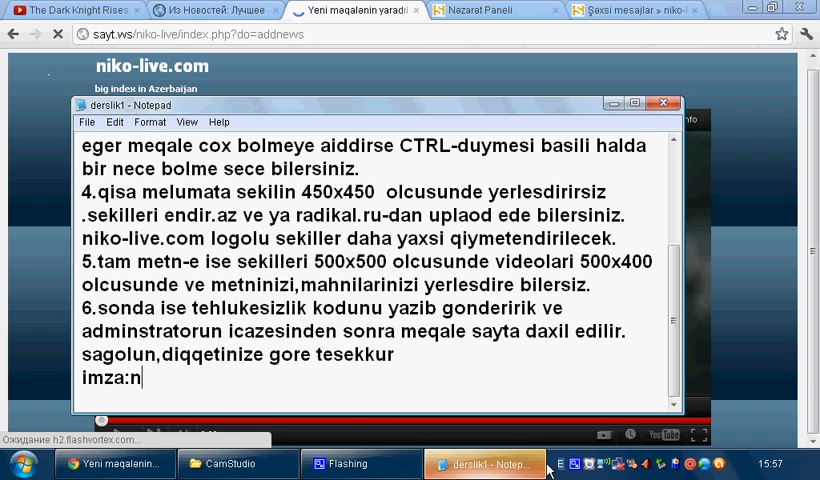 The Dark Knight Rises
Из Новостей: Лучшее
Yeni məqalənin yaradıl
Nəzarət Paneli
Şəxsi mesajlar » niko-l
sayt.ws/niko-live/index.php?do=addnews
niko-live.com
big index in Azerbaijan
nfo
derslik1 - Notepad
File Edit Format View Help
eger meqale cox bolmeye aiddirse CTRL-duymesi basili halda
bir nece bolme sece bilersiniz.
4.qisa melumata sekilin 450x450 olcusunde yerlesdirirsiz
.sekilleri endir.az ve ya radikal.ru-dan uplaod ede bilersiniz.
niko-live.com logolu sekiller daha yaxsi qiymetendirilecek.
5.tam metn-e ise sekilleri 500x500 olcusunde videolari 500x400
olcusunde ve metninizi,mahnilarinizi yerlesdire bilersiz.
6.sonda ise tehlukesizlik kodunu yazib gonderirik ve
adminstratorun icazesinden sonra meqale sayta daxil edilir.
sagolun,diqqetinize gore tesekkur
imza:n
You Tube
Ожидание h2.flashvortex.com...
Yeni məqalənin...
CamStudio
Flashing
derslik1 - Notep...
E
15:57